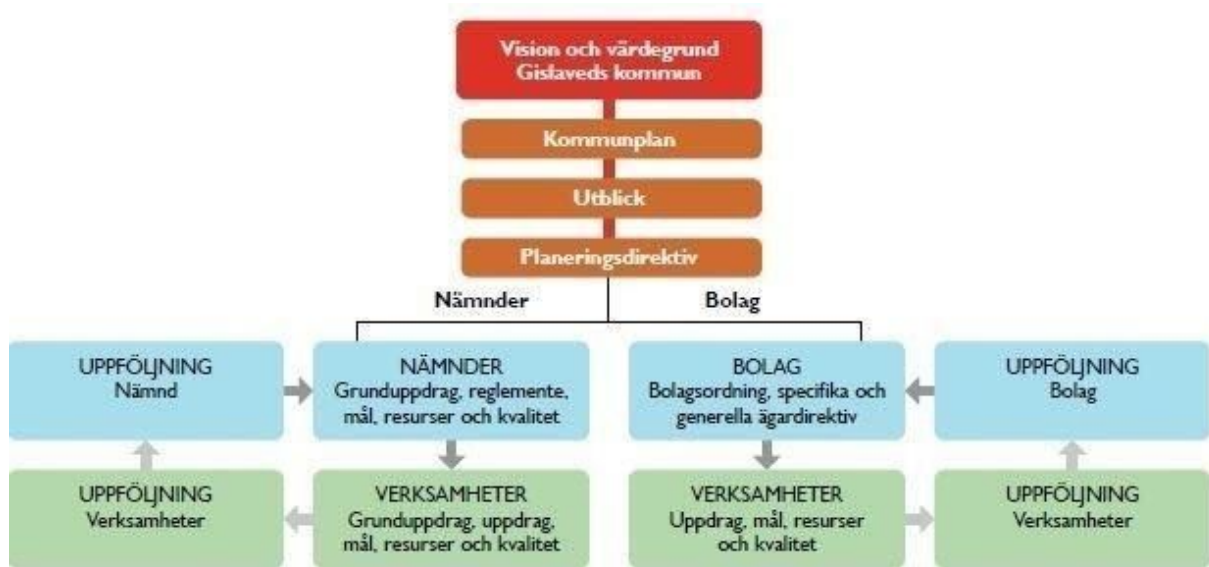 Vision och värdegrund
Gislaveds kommun
Kommunplan
Utblick
Planeringsdirektiv
Nämnder
Bolag
UPPFÖLJNING
Nämnd
NÄMNDER
Grunduppdrag, reglemente,
mål, resurser och kvalitet
BOLAG
Bolagsordning, specifika och
generella ägardirektiv
UPPFÖLJNING
Bolag
UPPFÖLJNING
Verksamheter
VERKSAMHETER
Grunduppdrag, uppdrag,
mål, resurser och kvalitet
VERKSAMHETER
Uppdrag, mål, resurser
och kvalitet
UPPFÖLJNING
Verksamheter